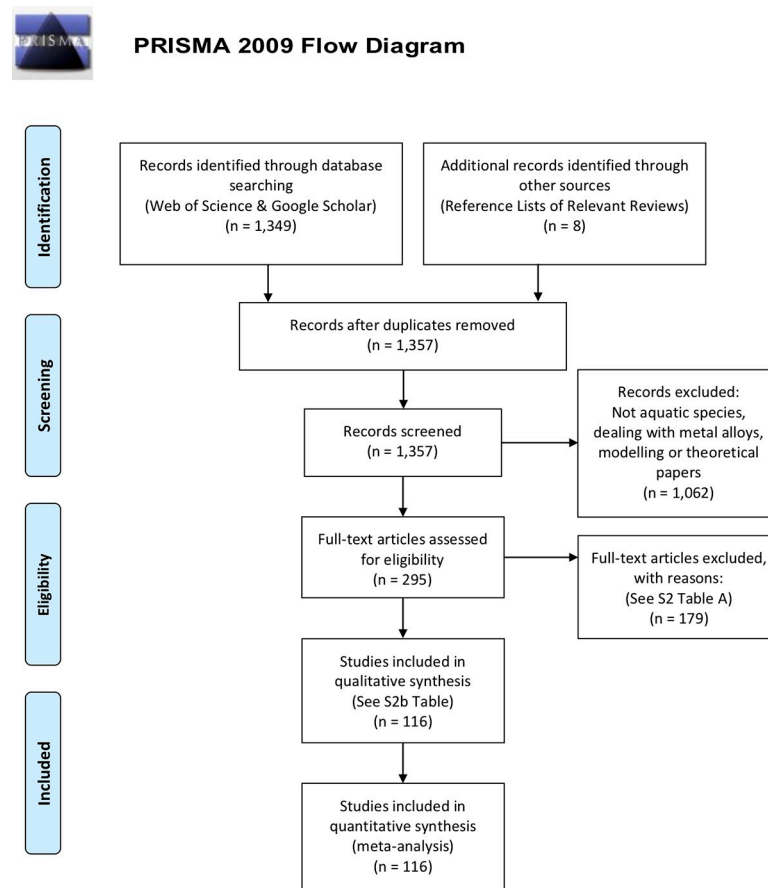 PRISMA
PRISMA 2009 Flow Diagram
Identification
Records identified through database
searching
(Web of Science & Google Scholar)
(n = 1,349)
Additional records identified through
other sources
(Reference Lists of Relevant Reviews)
(n = 8)
Records after duplicates removed
(n = 1,357)
Screening
Records screened
(n = 1,357)
Records excluded:
Not aquatic species,
dealing with metal alloys,
modelling or theoretical
papers
(n = 1,062)
Eligibility
Full-text articles assessed
for eligibility
(n = 295)
Full-text articles excluded,
with reasons:
(See S2 Table A)
(n = 179)
Studies included in
qualitative synthesis
(See S2b Table)
(n = 116)
Included
Studies included in
quantitative synthesis
(meta-analysis)
(n = 116)